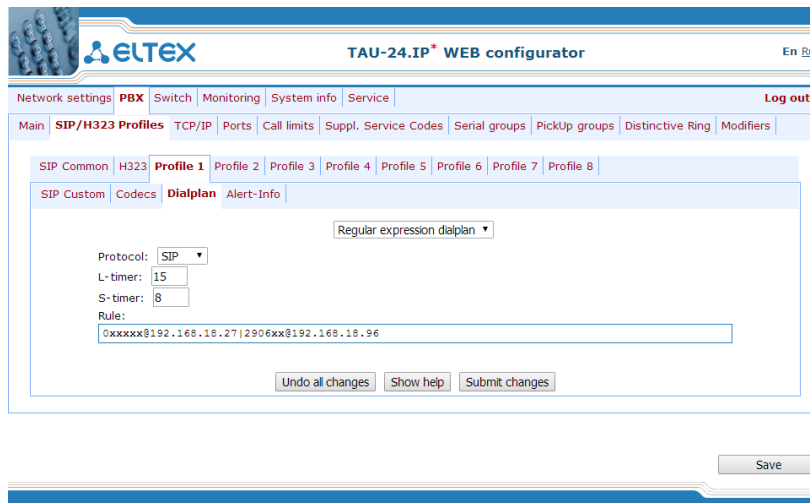 ELTEX
TAU-24.IP* WEB configurator
En
Network settings PBX Switch Monitoring System info Service Log out
Main SIP/H323 Profiles TCP/IP Ports Call limits Suppl. Service Codes Serial groups PickUp groups Distinctive Ring Modifiers
SIP Common H323 Profile 1 Profile 2 Profile 3 Profile 4 Profile 5 Profile 6 Profile 7 Profile 8
SIP Custom Codecs Dialplan Alert-Info
Regular expression dialplan
Protocol: SIP
L-timer: 15
S-timer: 8
Rule:
0xxxxx@192.168.18.27|2906xx@192.168.18.96
Undo all changes Show help Submit changes
Save